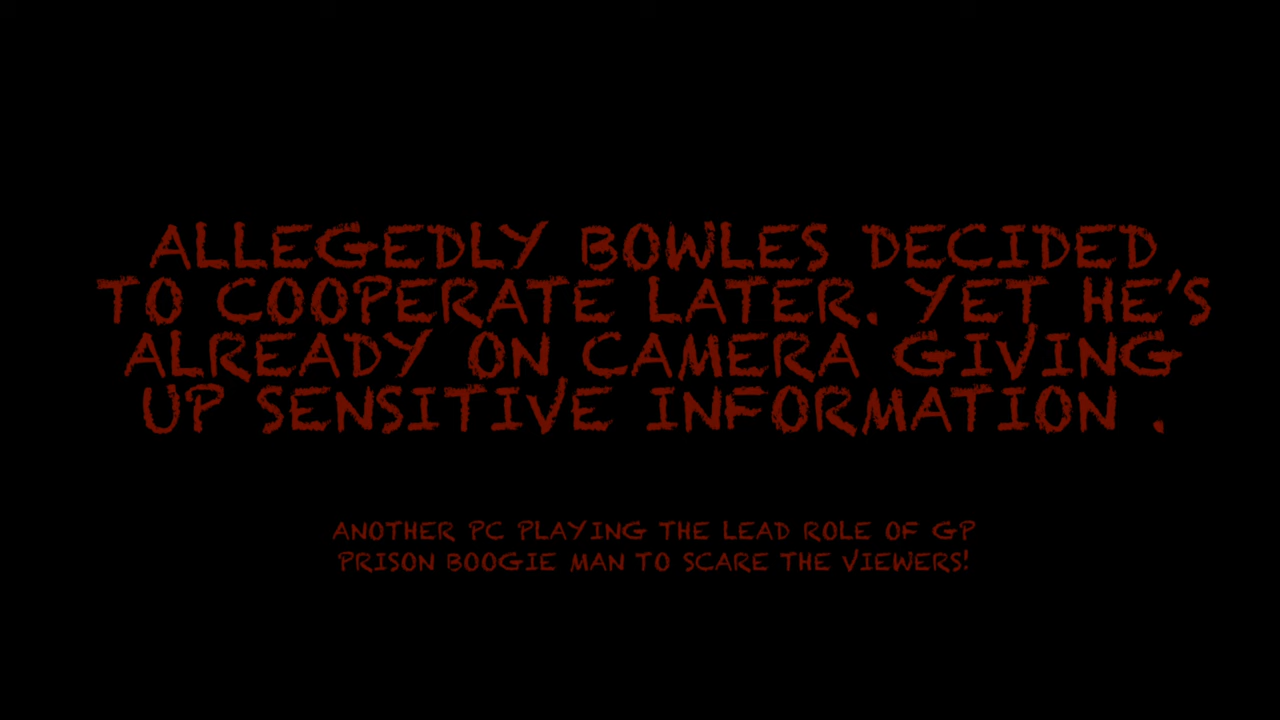 ALLEGEDLY BOWLES DECIDED
TO COOPERATE LATER. YET HE'S
ALREADY ON CAMERA GIVING
UP SENSITIVE INFORMATION .
ANOTHER PC PLAYING THE LEAD ROLE OF GP
PRISON BOOGIE MAN TO SCARE THE VIEWERS!